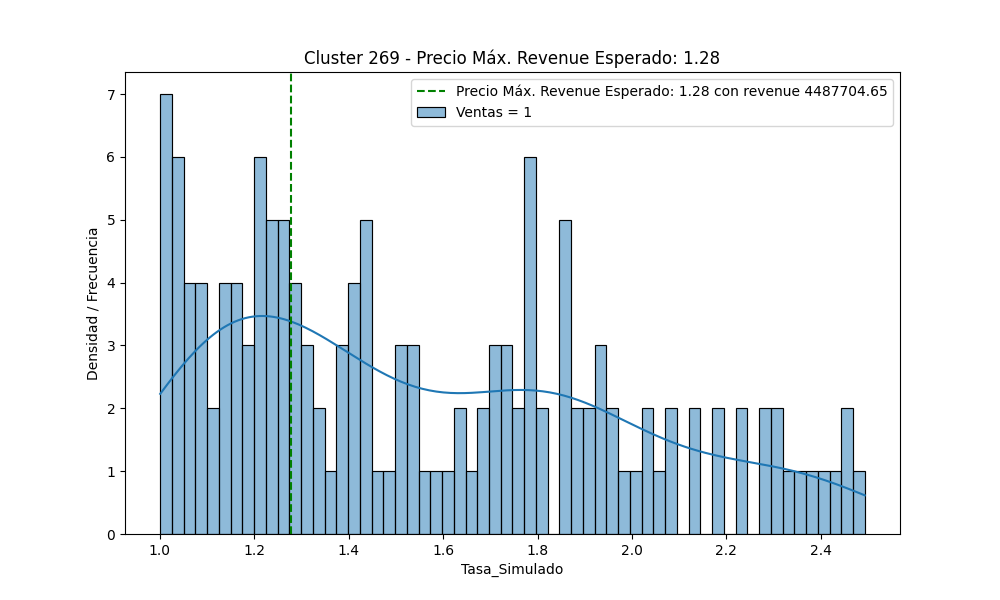 Cluster 269 - Precio Máx. Revenue Esperado: 1.28
Precio Máx. Revenue Esperado: 1.28 con revenue 4487704.65
Ventas = 1
Densidad / Frecuencia
7
6
5
4
3
2
1
0
1.0 1.2 1.4 1.6 1.8 2.0 2.2 2.4
Tasa_Simulado